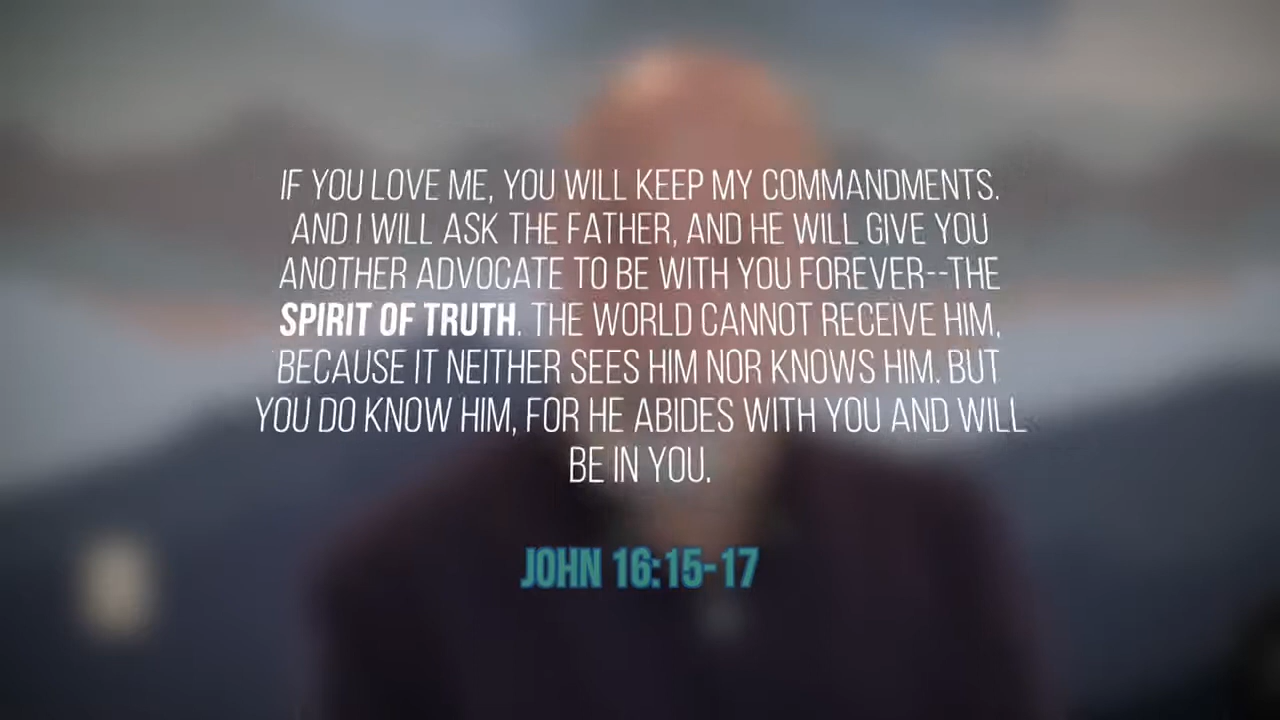 IF YOU LOVE ME, YOU WILL KEEP MY COMMANDMENTS.
AND I WILL ASK THE FATHER, AND HE WILL GIVE YOU
ANOTHER ADVOCATE TO BE WITH YOU FOREVER--THE
SPIRIT OF TRUTH. THE WORLD CANNOT RECEIVE HIM,
BECAUSE IT NEITHER SEES HIM NOR KNOWS HIM. BUT
YOU DO KNOW HIM, FOR HE ABIDES WITH YOU AND WILL
BE IN YOU.
JOHN 16:15-17